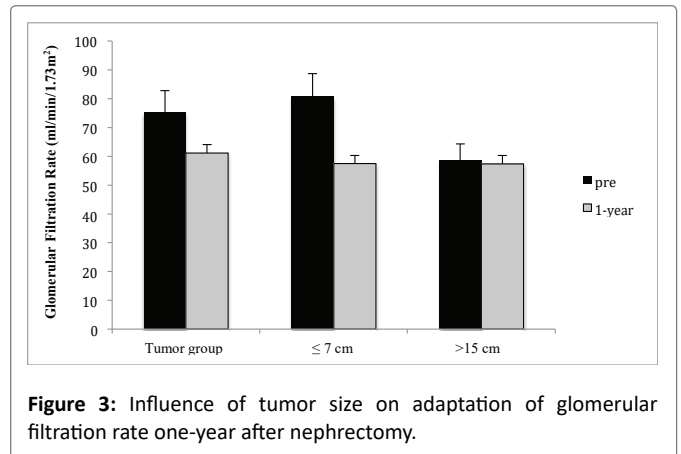 Glomerular Filtration Rate (ml/min/1.73m²)
100
90
80
70
60
50
40
30
20
10
0
Tumor group
≤ 7 cm
>15 cm
pre
1-year
Figure 3: Influence of tumor size on adaptation of glomerular
filtration rate one-year after nephrectomy.